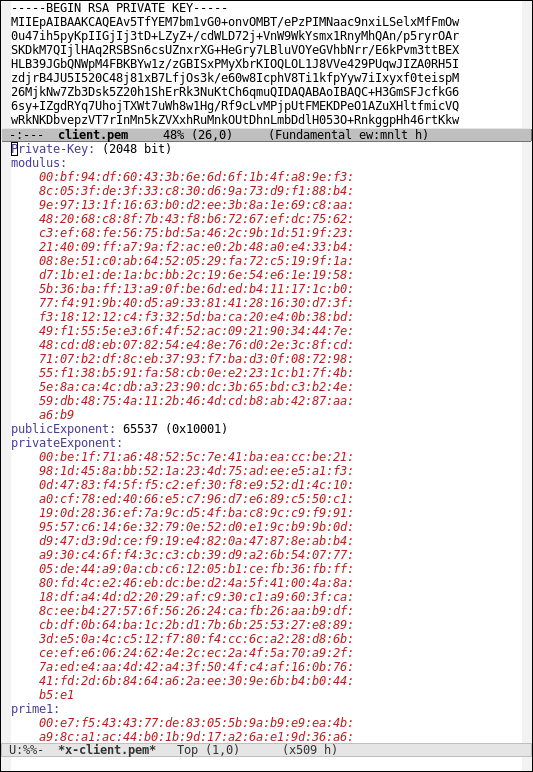 -----BEGIN RSA PRIVATE KEY-----
MIIEpAIBAAKCAQEAv5TfYEM7bm1vG0+onvOMBT/ePzPIMNaac9nxiLSelxMfFmOw
0u47ih5pyKpIIGjIj3tD+LZyZ+/cdWLD72j+VnW9WkYsmx1RnyMhQAn/p5ryrOAr
SKDkM7QIjlHAq2RSBSn6csUZnxrXG+HeGry7LBluVOYeGVhbNrr/E6kPvm3ttBEX
HLB39JGbQNWpM4FBKBYw1z/zGBISxPMyXbrKIOQLOL1J8VVe429PUqwJIZA0RH5I
zdjrB4JU5I520C48j81xB7LfjOs3k/e60w8IcphV8Ti1kfpYyw7iIxyxf0teispM
26MjkNw7Zb3Dsk5Z20h1ShErRk3NuKtCh6qmuQIDAQABAoIBAQC+H3GmSFJcfkG6
6sy+IZgdRYq7UhojTXWt7uWh8w1Hg/Rf9cLvMPjpUtFMEKDPeO1AZuXHltfmicVQ
wRkNKDbvepzVT7rInMn5kZVXxhRuMnkOUtDhnLmbDdlH053O+RnkggpHh46rtKkw
-:--- client.pem 48% (26,0) (Fundamental ew:mnlt h)
Private-Key: (2048 bit)
modulus:
00:bf:94:df:60:43:3b:6e:6d:6f:1b:4f:a8:9e:f3:
8c:05:3f:de:3f:33:c8:30:d6:9a:73:d9:f1:88:b4:
9e:97:13:1f:16:63:b0:d2:ee:3b:8a:1e:69:c8:aa:
48:20:68:c8:8f:7b:43:f8:b6:72:67:ef:dc:75:62:
c3:ef:68:fe:56:75:bd:5a:46:2c:9b:1d:51:9f:23:
21:40:09:ff:a7:9a:f2:ac:e0:2b:48:a0:e4:33:b4:
08:8e:51:c0:ab:64:52:05:29:fa:72:c5:19:9f:1a:
d7:1b:e1:de:1a:bc:bb:2c:19:6e:54:e6:1e:19:58:
5b:36:ba:ff:13:a9:0f:be:6d:ed:b4:11:17:1c:b0:
77:f4:91:9b:40:d5:a9:33:81:41:28:16:30:d7:3f:
f3:18:12:12:c4:f3:32:5d:ba:ca:20:e4:0b:38:bd:
49:f1:55:5e:e3:6f:4f:52:ac:09:21:90:34:44:7e:
48:cd:d8:eb:07:82:54:e4:8e:76:d0:2e:3c:8f:cd:
71:07:b2:df:8c:eb:37:93:f7:ba:d3:0f:08:72:98:
55:f1:38:b5:91:fa:58:cb:0e:e2:23:1c:b1:7f:4b:
5e:8a:ca:4c:db:a3:23:90:dc:3b:65:bd:c3:b2:4e:
59:db:48:75:4a:11:2b:46:4d:cd:b8:ab:42:87:aa:
a6:b9
publicExponent: 65537 (0x10001)
privateExponent:
00:be:1f:71:a6:48:52:5c:7e:41:ba:ea:cc:be:21:
98:1d:45:8a:bb:52:1a:23:4d:75:ad:ee:e5:a1:f3:
0d:47:83:f4:5f:f5:c2:ef:30:f8:e9:52:d1:4c:10:
a0:cf:78:ed:40:66:e5:c7:96:d7:e6:89:c5:50:c1:
19:0d:28:36:ef:7a:9c:d5:4f:ba:c8:9c:c9:f9:91:
95:57:c6:14:6e:32:79:0e:52:d0:e1:9c:b9:9b:0d:
d9:47:d3:9d:ce:f9:19:e4:82:0a:47:87:8e:ab:b4:
a9:30:c4:6f:f4:3c:c3:cb:39:d9:a2:6b:54:07:77:
05:de:44:a9:0a:cb:c6:12:05:b1:ce:fb:36:fb:ff:
80:fd:4c:e2:46:eb:dc:be:d2:4a:5f:41:00:4a:8a:
18:df:a4:4d:d2:20:29:af:c9:30:c1:a9:60:3f:ca:
8c:ee:b4:27:57:6f:56:26:24:ca:fb:26:aa:b9:df:
cb:df:0b:64:ba:1c:2b:d1:7b:6b:25:53:27:e8:89:
3d:e5:0a:4c:c5:12:f7:80:f4:cc:6c:a2:28:d8:6b:
ce:ef:e6:06:24:62:4e:2c:ec:2a:4f:5a:70:a9:2f:
7a:ed:e4:aa:4d:42:a4:3f:50:4f:c4:af:16:0b:76:
41:fd:2d:6b:84:64:a6:2a:ee:30:9e:6b:b4:b0:44:
b5:e1
prime1:
00:e7:f5:43:43:77:de:83:05:5b:9a:b9:e9:ea:4b:
a9:8c:a1:ac:44:b0:1b:9d:17:a2:6a:e1:9d:36:a6:
U:%%- *x-client.pem* Top (1,0) (x509 h)